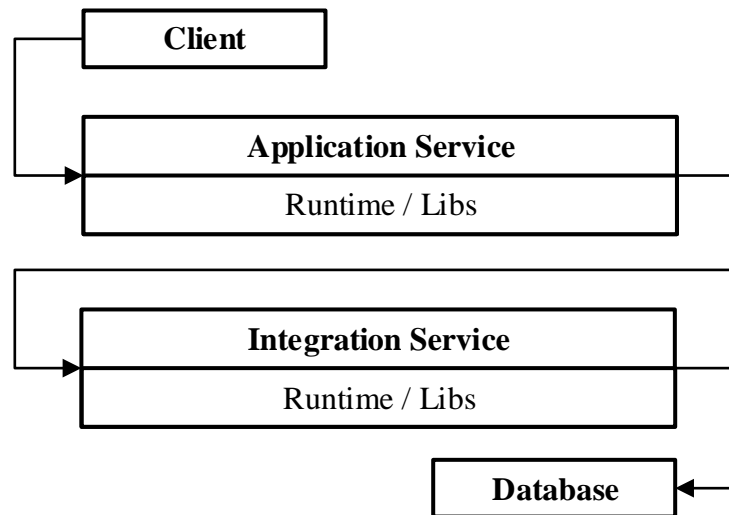 Client
Application Service
Runtime / Libs
Integration Service
Runtime / Libs
Database